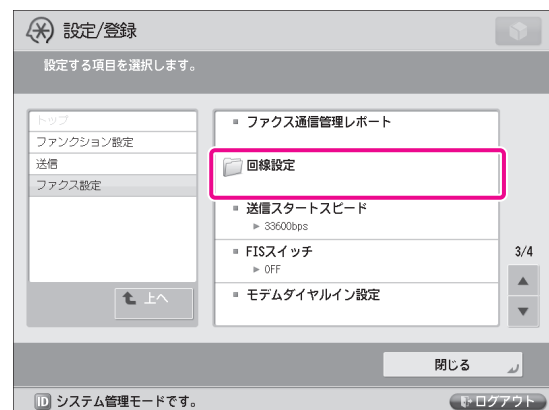 設定/登録
設定する項目を選択します。
トップ
ファンクション設定
送信
ファクス設定
上へ
ファクス通信管理レポート
回線設定
送信スタートスピード
33600bps
FISスイッチ
OFF
モデムダイヤルイン設定
3/4
閉じる
ID システム管理モードです。
ログアウト